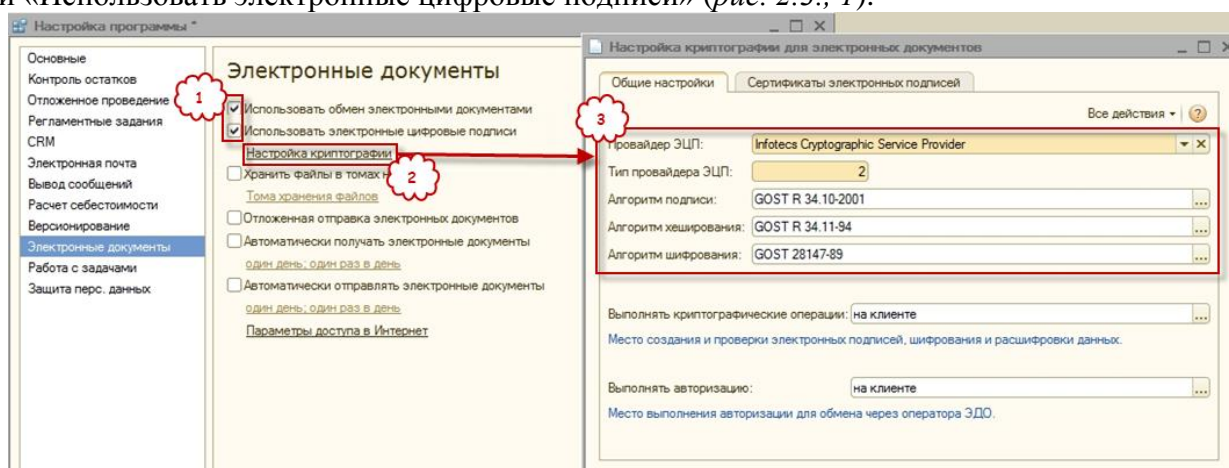 и «Использовать электронные цифровые подписи» (рис. 2.3., 1).
Настройка программы *
Основные
Контроль остатков
Отложенное проведение
Регламентные задания
CRM
Электронная почта
Вывод сообщений
Расчет себестоимости
Версионирование
Электронные документы
Работа с задачами
Защита перс. данных
Электронные документы
1
Использовать обмен электронными документами
Использовать электронные цифровые подписи
Настройка криптографии
2
Хранить файлы в томах
Тома хранения файлов
Отложенная отправка электронных документов
Автоматически получать электронные документы
один день; один раз в день
Автоматически отправлять электронные документы
один день; один раз в день
Параметры доступа в Интернет
Настройка криптографии для электронных документов
Общие настройки
Сертификаты электронных подписей
Все действия
?
3
Провайдер ЭЦП: Infotecs Cryptographic Service Provider
Тип провайдера ЭЦП: 2
Алгоритм подписи: GOST R 34.10-2001 ...
Алгоритм хеширования: GOST R 34.11-94 ...
Алгоритм шифрования: GOST 28147-89 ...
Выполнять криптографические операции: на клиенте ...
Место создания и проверки электронных подписей, шифрования и расшифровки данных.
Выполнять авторизацию: на клиенте ...
Место выполнения авторизации для обмена через оператора ЭДО.